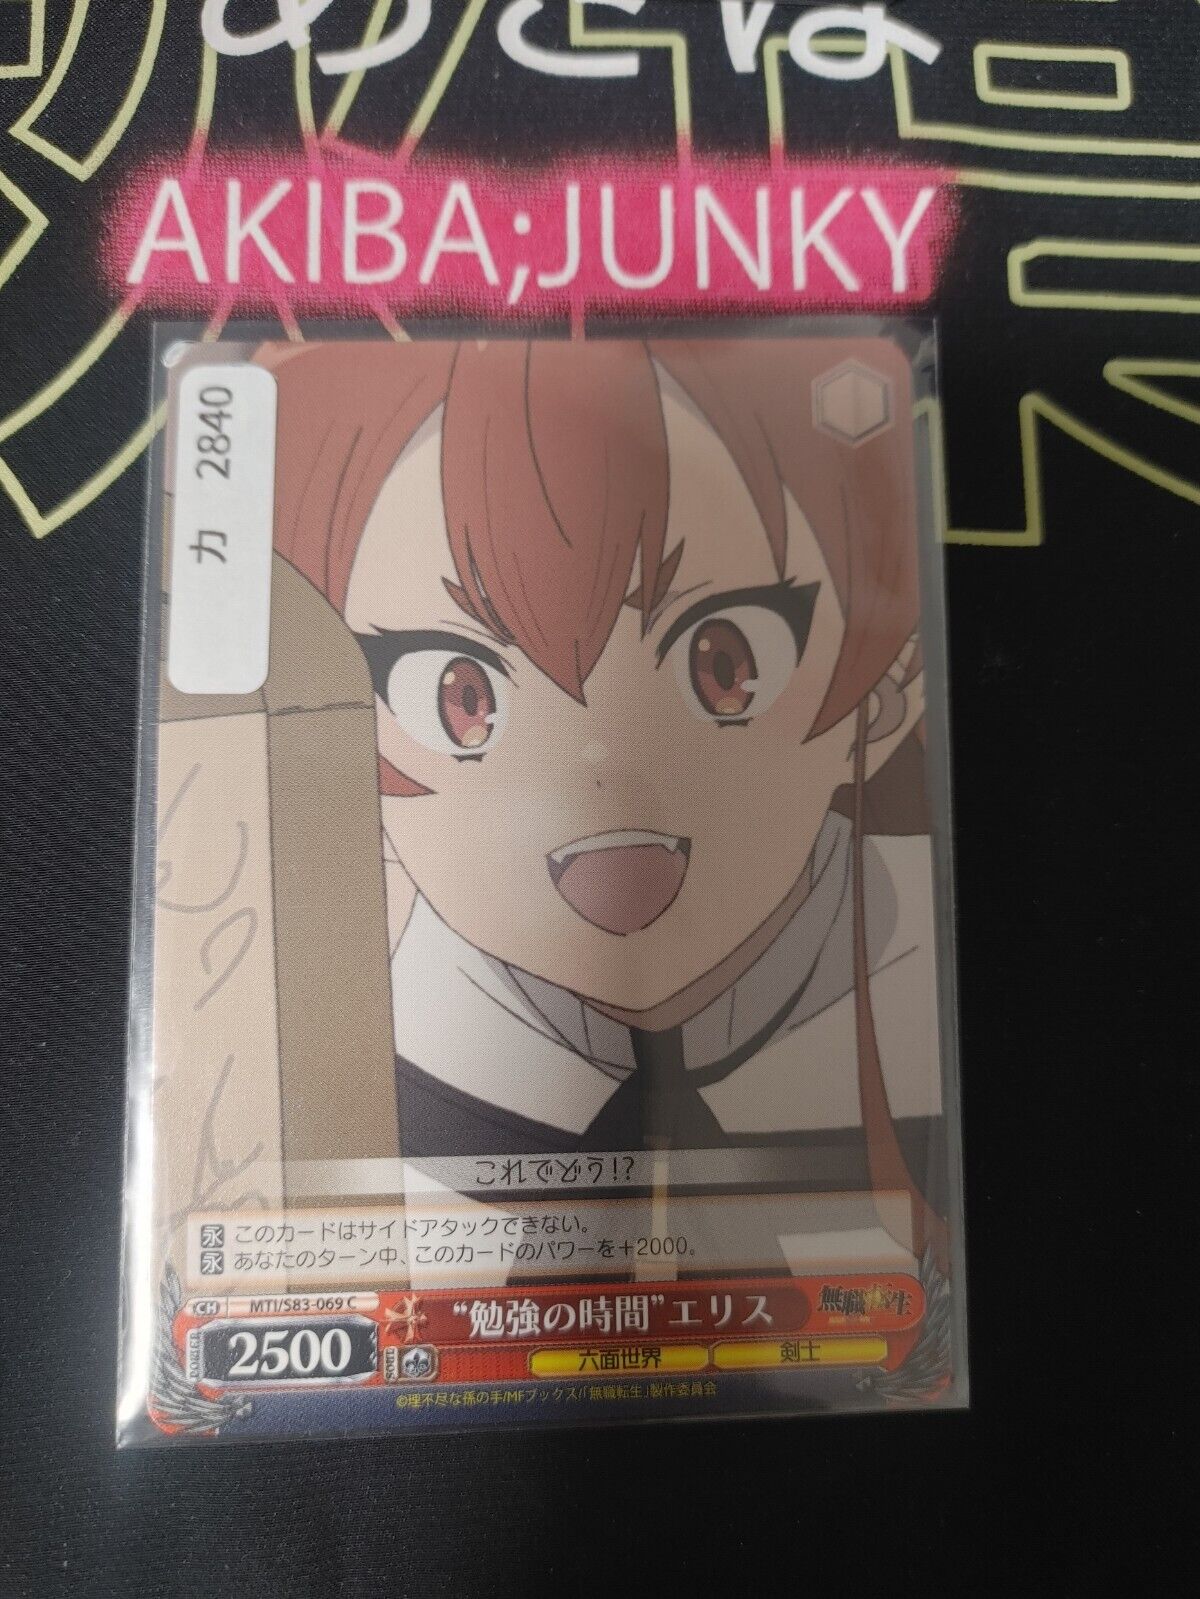 AKIBA;JUNKY
カ 2840
これでどう!?
永 このカードはサイドアタックできない。
永 あなたのターン中、このカードのパワーを+2000。
CH MTI/S83-069 C
“勉強の時間”エリス
無職転生
POWER 2500 SOUL
六面世界 剣士
©理不尽な孫の手/MFブックス/「無職転生」製作委員会